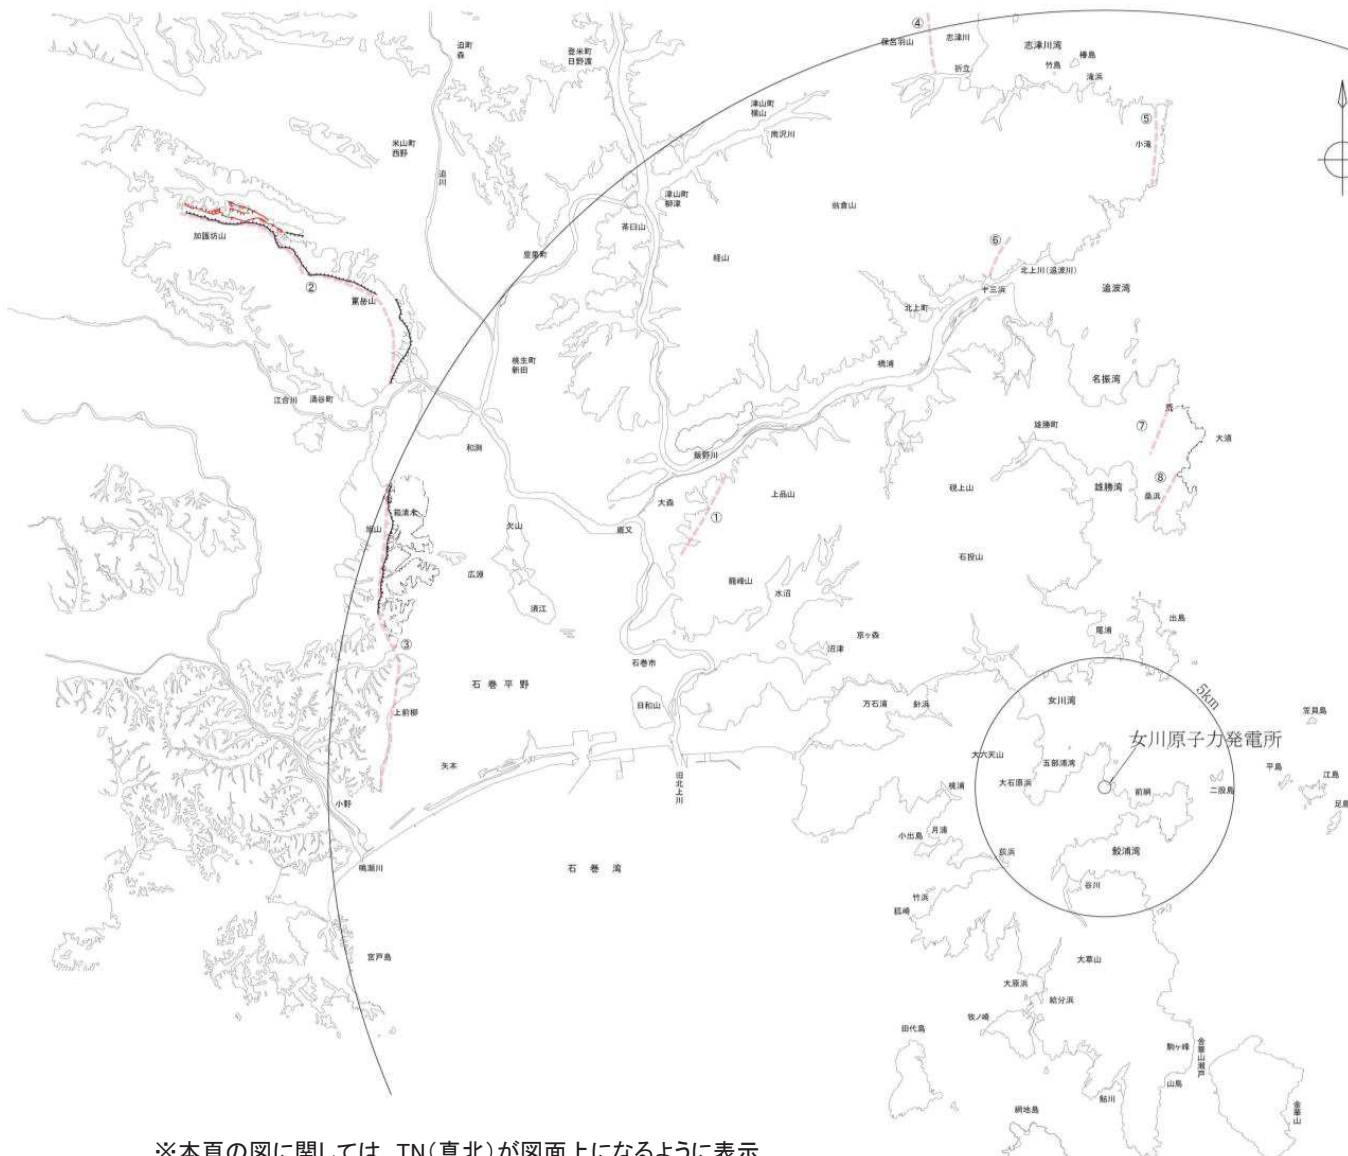 ④
保呂羽山
志津川
志津川湾
椿島
竹島
滝浜
折立
迫町
森
登米町
日野渡
津山町
横山
南沢川
米山町
西野
迫川
⑤
小滝
津山町
柳津
茶臼山
翁倉山
加護坊山
豊里町
経山
⑥
北上川(追波川)
十三浜
追波湾
②
箟岳山
北上町
橋浦
桃生町
新田
名振湾
江合川
涌谷町
荒
⑦
雄勝町
大須
和渕
飯野川
⑧
雄勝湾
桑浜
上品山
硯上山
大森
①
箱清水
旭山
欠山
鹿又
石投山
広渕
籠峰山
水沼
須江
出島
尾浦
京ヶ森
沼津
③
石巻市
石巻平野
女川湾
5km
万石浦
針浜
日和山
上前柳
笠貝島
女川原子力発電所
大六天山
五部浦湾
矢本
平島
江島
大石原浜
桃浦
前網
二股島
足島
旧北上川
小野
小出島
月浦
荻浜
鮫浦湾
鳴瀬川
石巻湾
谷川
竹浜
狐崎
宮戸島
大草山
大原浜
給分浜
牧ノ崎
田代島
駒ヶ峰
金華山瀬戸
山鳥
鮎川
網地島
金華山
※本頁の図に関しては，TN(真北)が図面上になるように表示